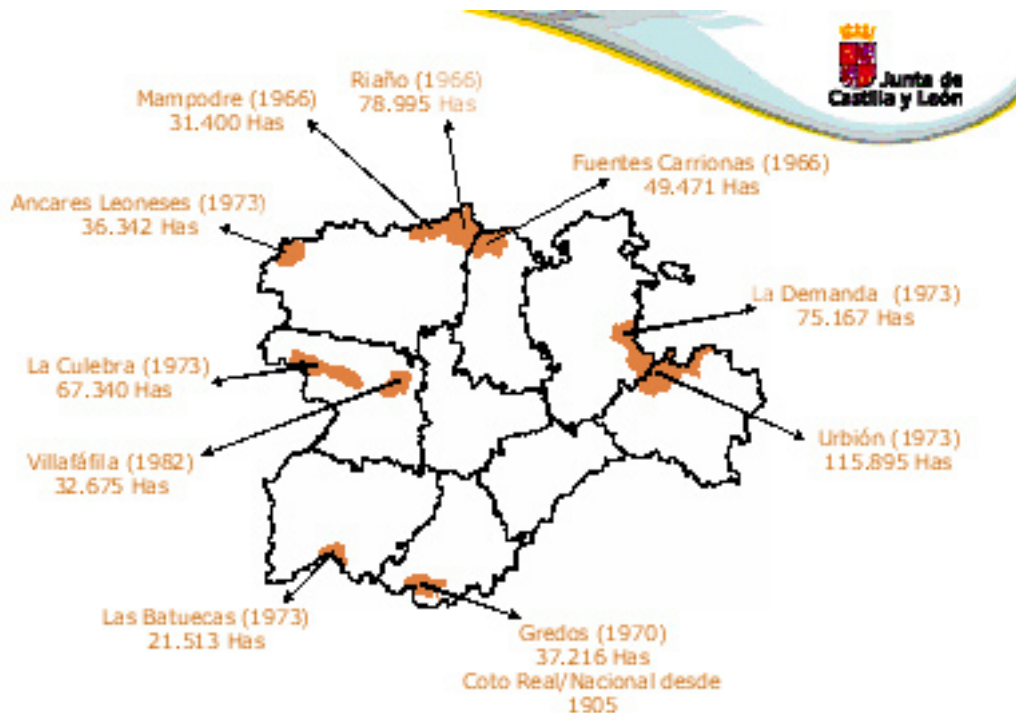 Junta de
Castilla y León
Riaño (1966)
78.995 Has
Mampodre (1966)
31.400 Has
Fuentes Carrionas (1966)
49.471 Has
Ancares Leoneses (1973)
36.342 Has
La Demanda (1973)
75.167 Has
La Culebra (1973)
67.340 Has
Urbión (1973)
115.895 Has
Villafáfila (1982)
32.675 Has
Las Batuecas (1973)
21.513 Has
Gredos (1970)
37.216 Has
Coto Real/Nacional desde
1905